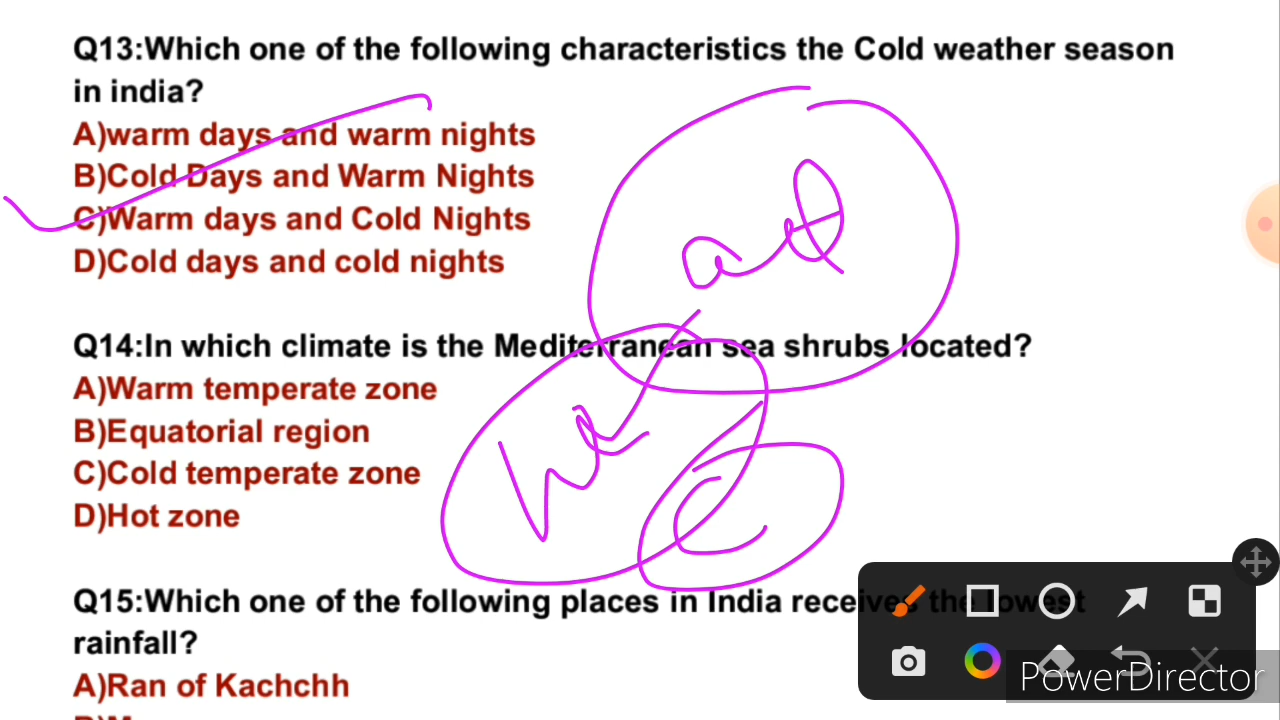 Q13:Which one of the following characteristics the Cold weather season
in india?
A)warm days and warm nights
B)Cold Days and Warm Nights
C)Warm days and Cold Nights
D)Cold days and cold nights
Q14:In which climate is the Mediterranean sea shrubs located?
A)Warm temperate zone
B)Equatorial region
C)Cold temperate zone
D)Hot zone
C
Q15:Which one of the following places in India receives the lowest
rainfall?
A)Ran of Kachchh
PowerDirector